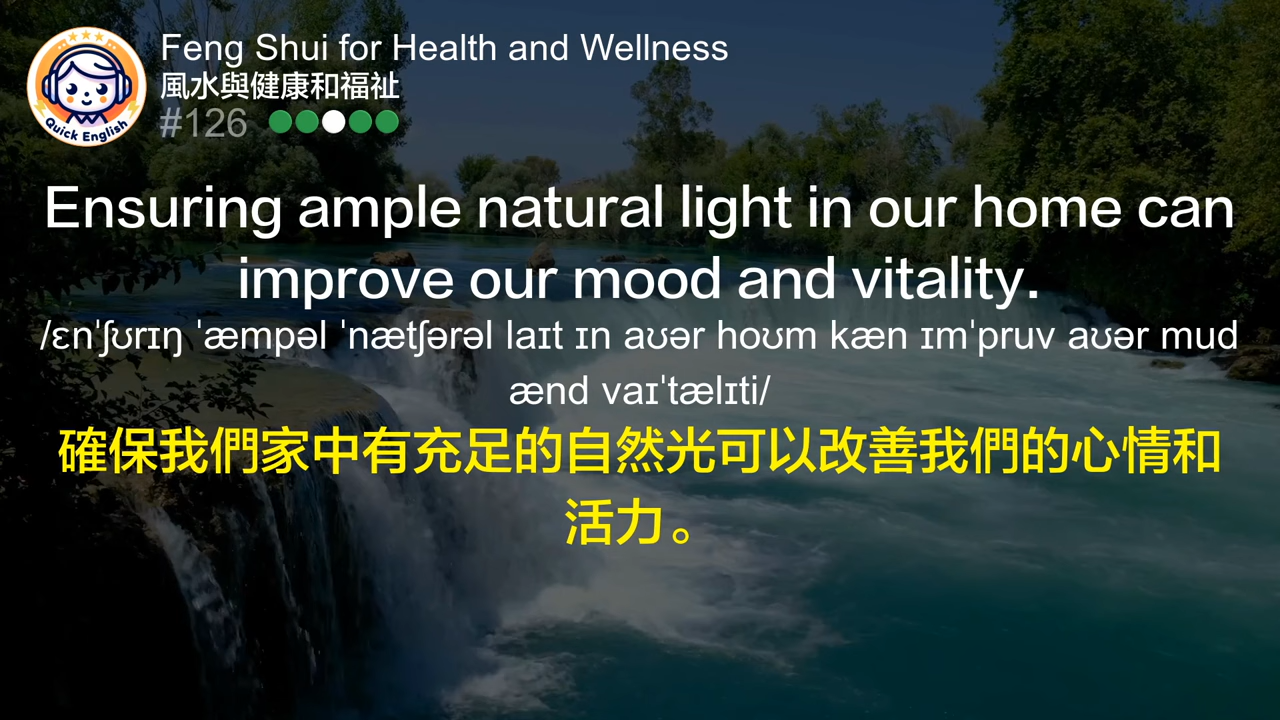 Feng Shui for Health and Wellness
風水與健康和福祉
#126
Quick English
Ensuring ample natural light in our home can
improve our mood and vitality.
/ɛnˈʃʊrɪŋ ˈæmpəl ˈnætʃərəl laɪt ɪn aʊər hoʊm kæn ɪmˈpruv aʊər mud
ænd vaɪˈtælɪti/
確保我們家中有充足的自然光可以改善我們的心情和
活力。